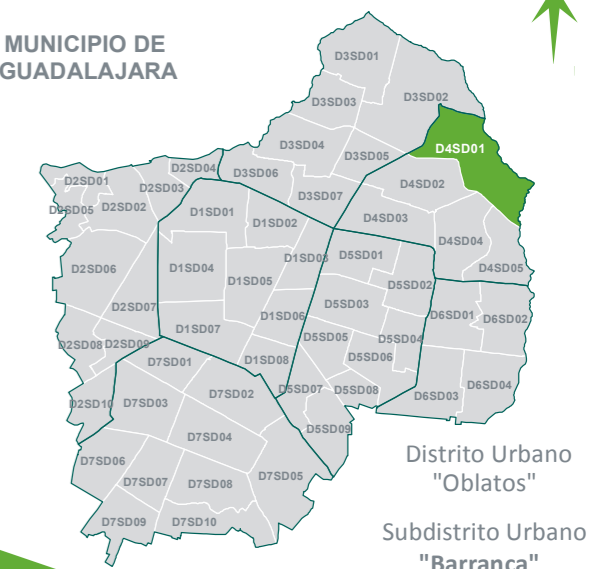 MUNICIPIO DE
GUADALAJARA
D3SD01
D3SD02
D3SD03
D4SD01
D3SD04
D3SD05
D2SD04
D3SD06
D2SD01
D2SD03
D4SD02
D3SD07
D2SD05
D2SD02
D1SD01
D4SD03
D1SD02
D4SD04
D1SD03
D5SD01
D2SD06
D1SD04
D4SD05
D1SD05
D5SD02
D5SD03
D2SD07
D1SD06
D6SD01
D6SD02
D1SD07
D5SD05
D5SD04
D2SD08
D2SD09
D5SD06
D7SD01
D1SD08
D6SD04
D5SD07
D5SD08
D7SD02
D6SD03
D2SD10
D7SD03
D5SD09
D7SD04
Distrito Urbano
"Oblatos"
D7SD06
D7SD05
D7SD07
D7SD08
D7SD09
D7SD10
Subdistrito Urbano
"Barranca"